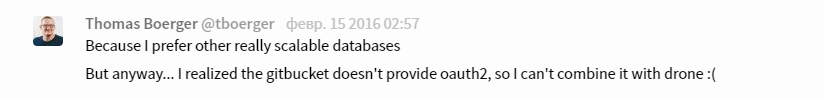 Thomas Boerger @tboerger февр. 15 2016 02:57
Because I prefer other really scalable databases
But anyway... I realized the gitbucket doesn't provide oauth2, so I can't combine it with drone :(